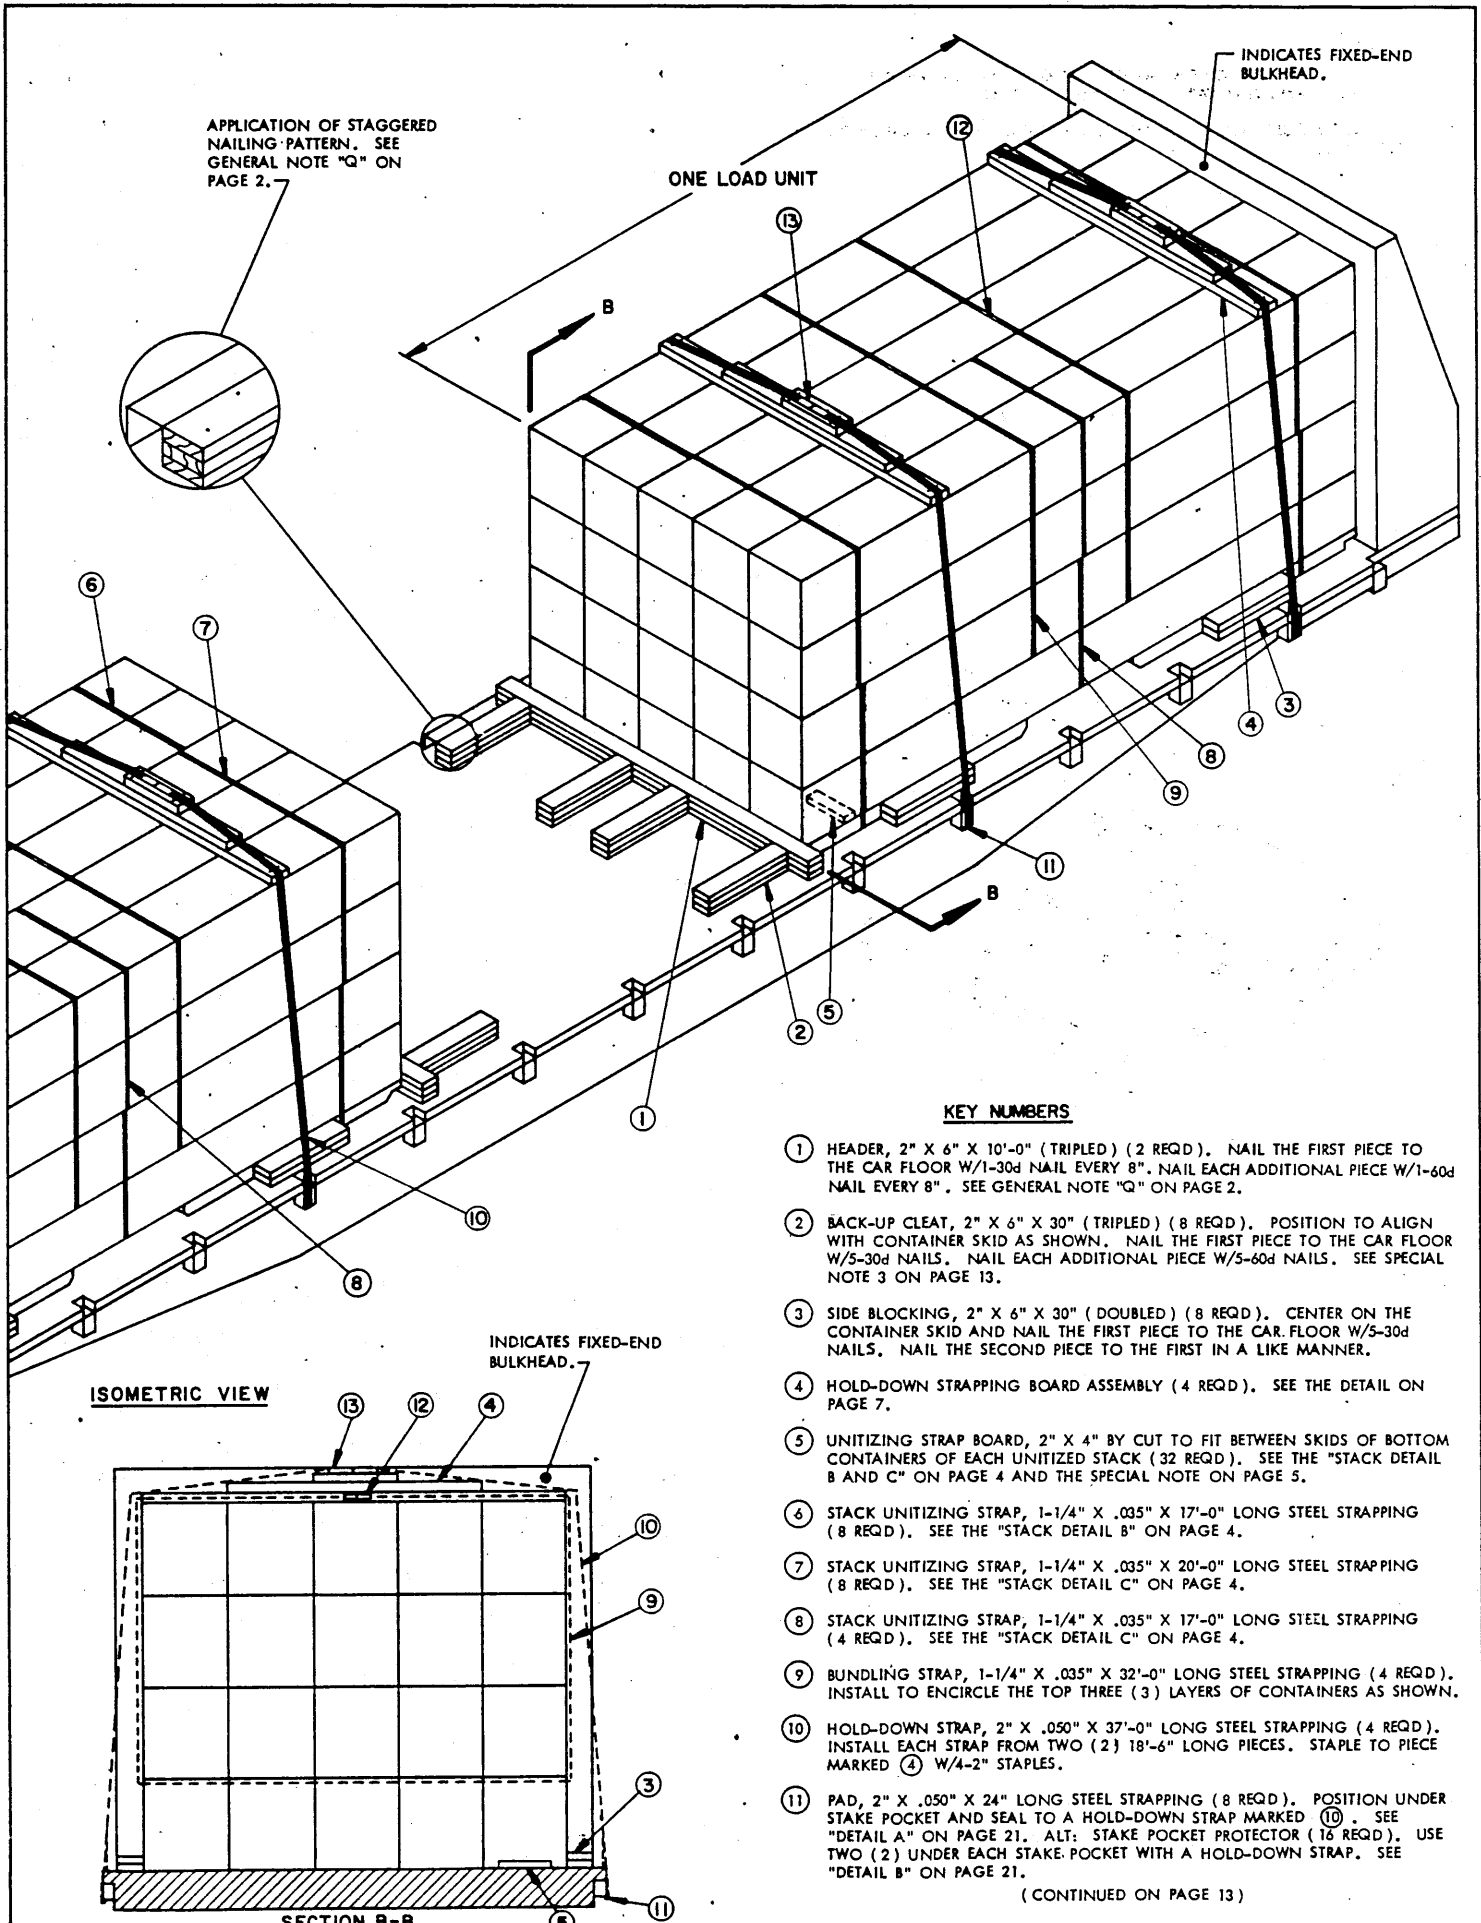 INDICATES FIXED-END
BULKHEAD.
APPLICATION OF STAGGERED
NAILING PATTERN. SEE
GENERAL NOTE "Q" ON
PAGE 2.
ONE LOAD UNIT
12
13
B
6
7
3
4
8
9
11
B
5
2
1
10
8
KEY NUMBERS
1 HEADER, 2" X 6" X 10'-0" (TRIPLED) (2 REQD). NAIL THE FIRST PIECE TO
THE CAR FLOOR W/1-30d NAIL EVERY 8". NAIL EACH ADDITIONAL PIECE W/1-60d
NAIL EVERY 8". SEE GENERAL NOTE "Q" ON PAGE 2.
2 BACK-UP CLEAT, 2" X 6" X 30" (TRIPLED) (8 REQD). POSITION TO ALIGN
WITH CONTAINER SKID AS SHOWN. NAIL THE FIRST PIECE TO THE CAR FLOOR
W/5-30d NAILS. NAIL EACH ADDITIONAL PIECE W/5-60d NAILS. SEE SPECIAL
NOTE 3 ON PAGE 13.
3 SIDE BLOCKING, 2" X 6" X 30" (DOUBLED) (8 REQD). CENTER ON THE
CONTAINER SKID AND NAIL THE FIRST PIECE TO THE CAR FLOOR W/5-30d
NAILS. NAIL THE SECOND PIECE TO THE FIRST IN A LIKE MANNER.
4 HOLD-DOWN STRAPPING BOARD ASSEMBLY (4 REQD). SEE THE DETAIL ON
PAGE 7.
5 UNITIZING STRAP BOARD, 2" X 4" BY CUT TO FIT BETWEEN SKIDS OF BOTTOM
CONTAINERS OF EACH UNITIZED STACK (32 REQD). SEE THE "STACK DETAIL
B AND C" ON PAGE 4 AND THE SPECIAL NOTE ON PAGE 5.
6 STACK UNITIZING STRAP, 1-1/4" X .035" X 17'-0" LONG STEEL STRAPPING
(8 REQD). SEE THE "STACK DETAIL B" ON PAGE 4.
7 STACK UNITIZING STRAP, 1-1/4" X .035" X 20'-0" LONG STEEL STRAPPING
(8 REQD). SEE THE "STACK DETAIL C" ON PAGE 4.
8 STACK UNITIZING STRAP, 1-1/4" X .035" X 17'-0" LONG STEEL STRAPPING
(4 REQD). SEE THE "STACK DETAIL C" ON PAGE 4.
9 BUNDLING STRAP, 1-1/4" X .035" X 32'-0" LONG STEEL STRAPPING (4 REQD).
INSTALL TO ENCIRCLE THE TOP THREE (3) LAYERS OF CONTAINERS AS SHOWN.
10 HOLD-DOWN STRAP, 2" X .050" X 37'-0" LONG STEEL STRAPPING (4 REQD).
INSTALL EACH STRAP FROM TWO (2) 18'-6" LONG PIECES. STAPLE TO PIECE
MARKED 4 W/4-2" STAPLES.
11 PAD, 2" X .050" X 24" LONG STEEL STRAPPING (8 REQD). POSITION UNDER
STAKE POCKET AND SEAL TO A HOLD-DOWN STRAP MARKED 10. SEE
"DETAIL A" ON PAGE 21. ALT: STAKE POCKET PROTECTOR (16 REQD). USE
TWO (2) UNDER EACH STAKE POCKET WITH A HOLD-DOWN STRAP. SEE
"DETAIL B" ON PAGE 21.
(CONTINUED ON PAGE 13)
ISOMETRIC VIEW
INDICATES FIXED-END
BULKHEAD.
13
12
4
10
9
3
11
5
SECTION B-B